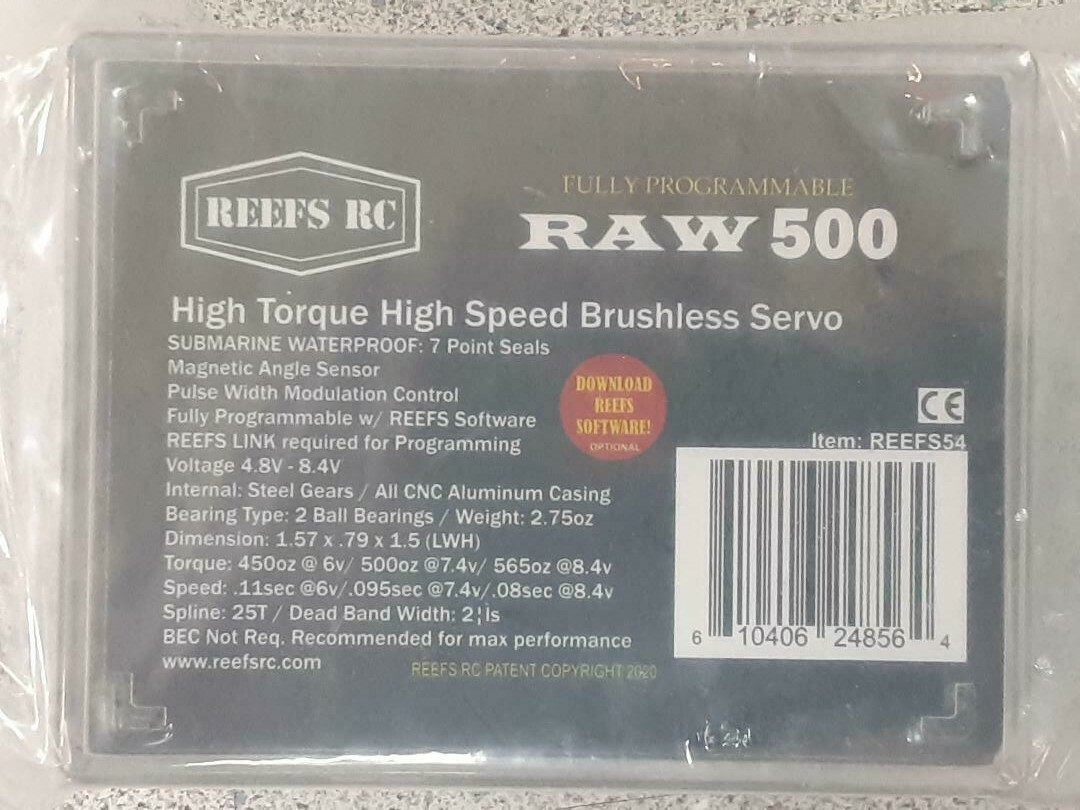 REEFS RC
FULLY PROGRAMMABLE
RAW 500
High Torque High Speed Brushless Servo
SUBMARINE WATERPROOF: 7 Point Seals
Magnetic Angle Sensor
Pulse Width Modulation Control
Fully Programmable w/ REEFS Software
REEFS LINK required for Programming
Voltage 4.8V - 8.4V
Internal: Steel Gears / All CNC Aluminum Casing
Bearing Type: 2 Ball Bearings / Weight: 2.75oz
Dimension: 1.57 x .79 x 1.5 (LWH)
Torque: 450oz @ 6v/ 500oz @7.4v/ 565oz @8.4v
Speed: .11sec @6v/.095sec @7.4v/.08sec @8.4v
Spline: 25T / Dead Band Width: 2¦ls
BEC Not Req. Recommended for max performance
www.reefsrc.com
REEFS RC PATENT COPYRIGHT 2020
DOWNLOAD
REEFS
SOFTWARE!
OPTIONAL
CE
Item: REEFS54
6 10406 24856 4